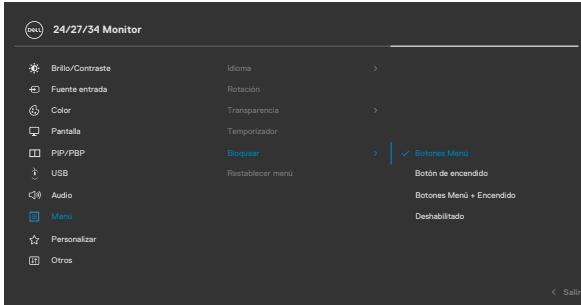 DELL 24/27/34 Monitor
Brillo/Contraste Idioma
Fuente entrada Rotación
Color Transparencia
Pantalla Temporizador
PIP/PBP Bloquear Botones Menú
USB Restablecer menú Botón de encendido
Audio Botones Menú + Encendido
Menú Deshabilitado
Personalizar
Otros
Salir